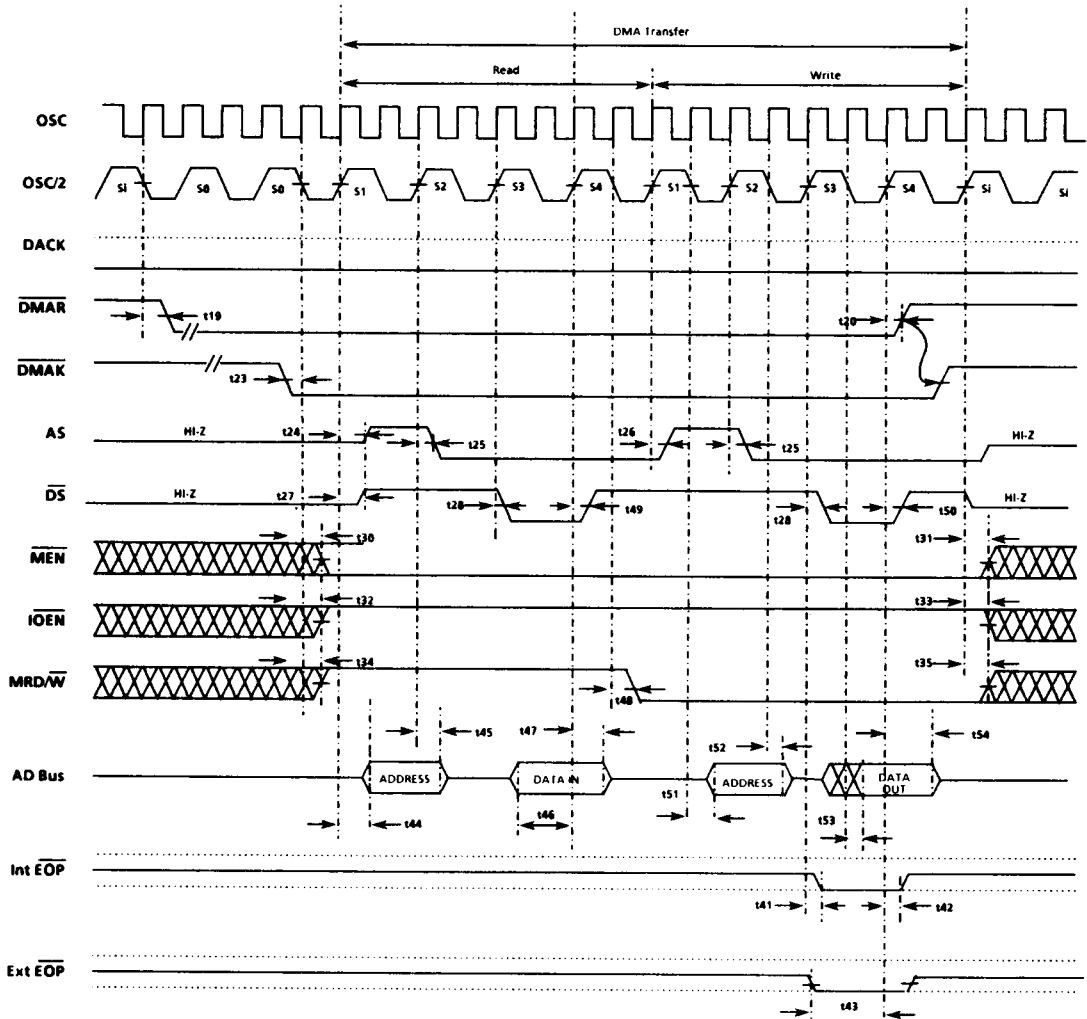 DMA Transfer
Read Write
OSC
OSC/2 Si S0 S0 S1 S2 S3 S4 S1 S2 S3 S4 Si Si
DACK
DMAR t19 t20
DMAK t23
AS HI-Z t24 t25 t26 t25 HI-Z
DS HI-Z t27 t28 t49 t28 t50 HI-Z
MEN t30 t31
IOEN t32 t33
MRD/W t34 t48 t35
t45 t47 t52 t54
AD Bus ADDRESS DATA IN ADDRESS DATA OUT
t44 t46 t51 t53
Int EOP
t41 t42
Ext EOP
t43